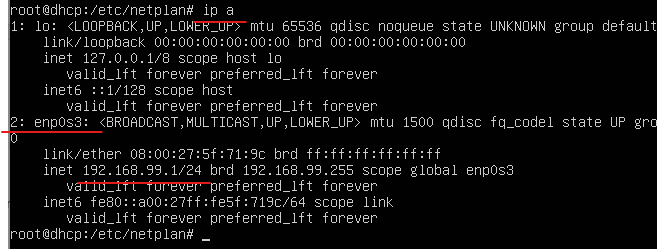 root@dhcp:/etc/netplan# ip a
1: lo: <LOOPBACK,UP,LOWER_UP> mtu 65536 qdisc noqueue state UNKNOWN group default
link/loopback 00:00:00:00:00:00 brd 00:00:00:00:00:00
inet 127.0.0.1/8 scope host lo
valid_lft forever preferred_lft forever
inet6 ::1/128 scope host
valid_lft forever preferred_lft forever
2: enp0s3: <BROADCAST,MULTICAST,UP,LOWER_UP> mtu 1500 qdisc fq_codel state UP gro
0
link/ether 08:00:27:5f:71:9c brd ff:ff:ff:ff:ff:ff
inet 192.168.99.1/24 brd 192.168.99.255 scope global enp0s3
valid_lft forever preferred_lft forever
inet6 fe80::a00:27ff:fe5f:719c/64 scope link
valid_lft forever preferred_lft forever
root@dhcp:/etc/netplan# _